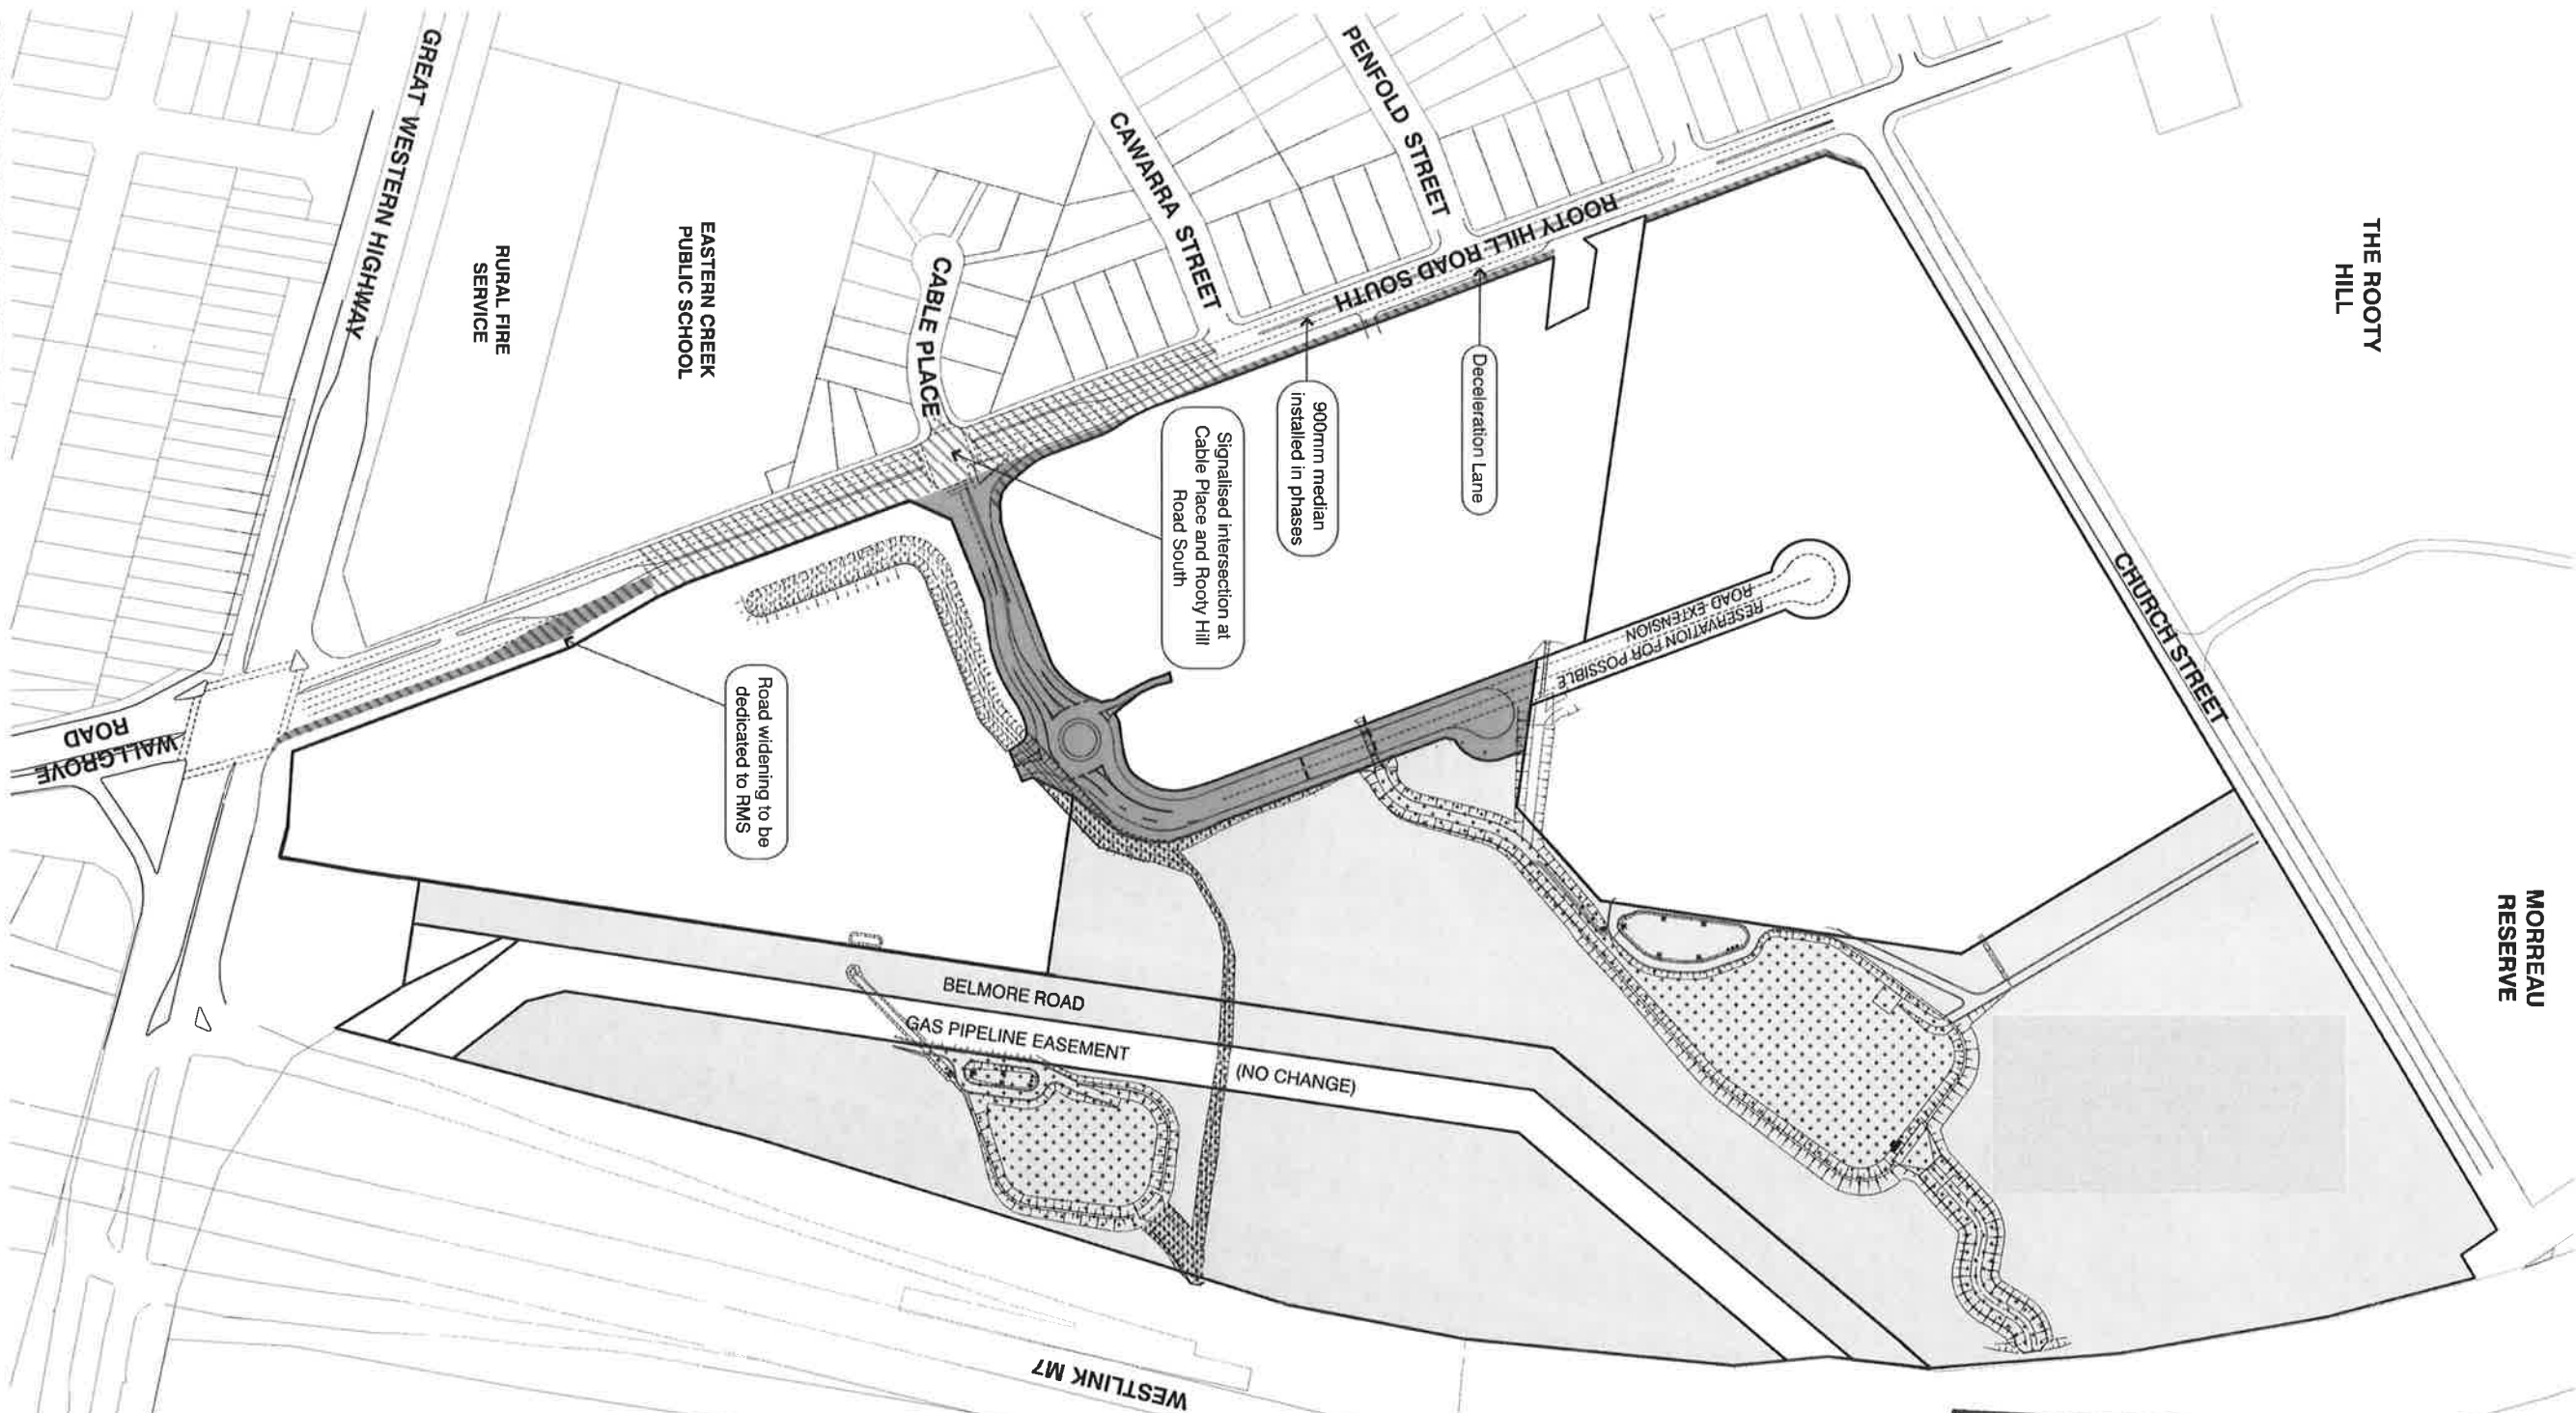 GREAT WESTERN HIGHWAY
RURAL FIRE
SERVICE
EASTERN CREEK
PUBLIC SCHOOL
CABLE PLACE
CAWARRA STREET
PENFOLD STREET
ROOTY HILL ROAD SOUTH
THE ROOTY
HILL
CHURCH STREET
MORREAU
RESERVE
Deceleration Lane
900mm median
installed in phases
Signalised intersection at
Cable Place and Rooty Hill
Road South
Road widening to be
dedicated to RMS
RESERVATION FOR POSSIBLE
ROAD EXTENSION
WALLGROVE
ROAD
BELMORE ROAD
GAS PIPELINE EASEMENT
(NO CHANGE)
WESTLINK M7